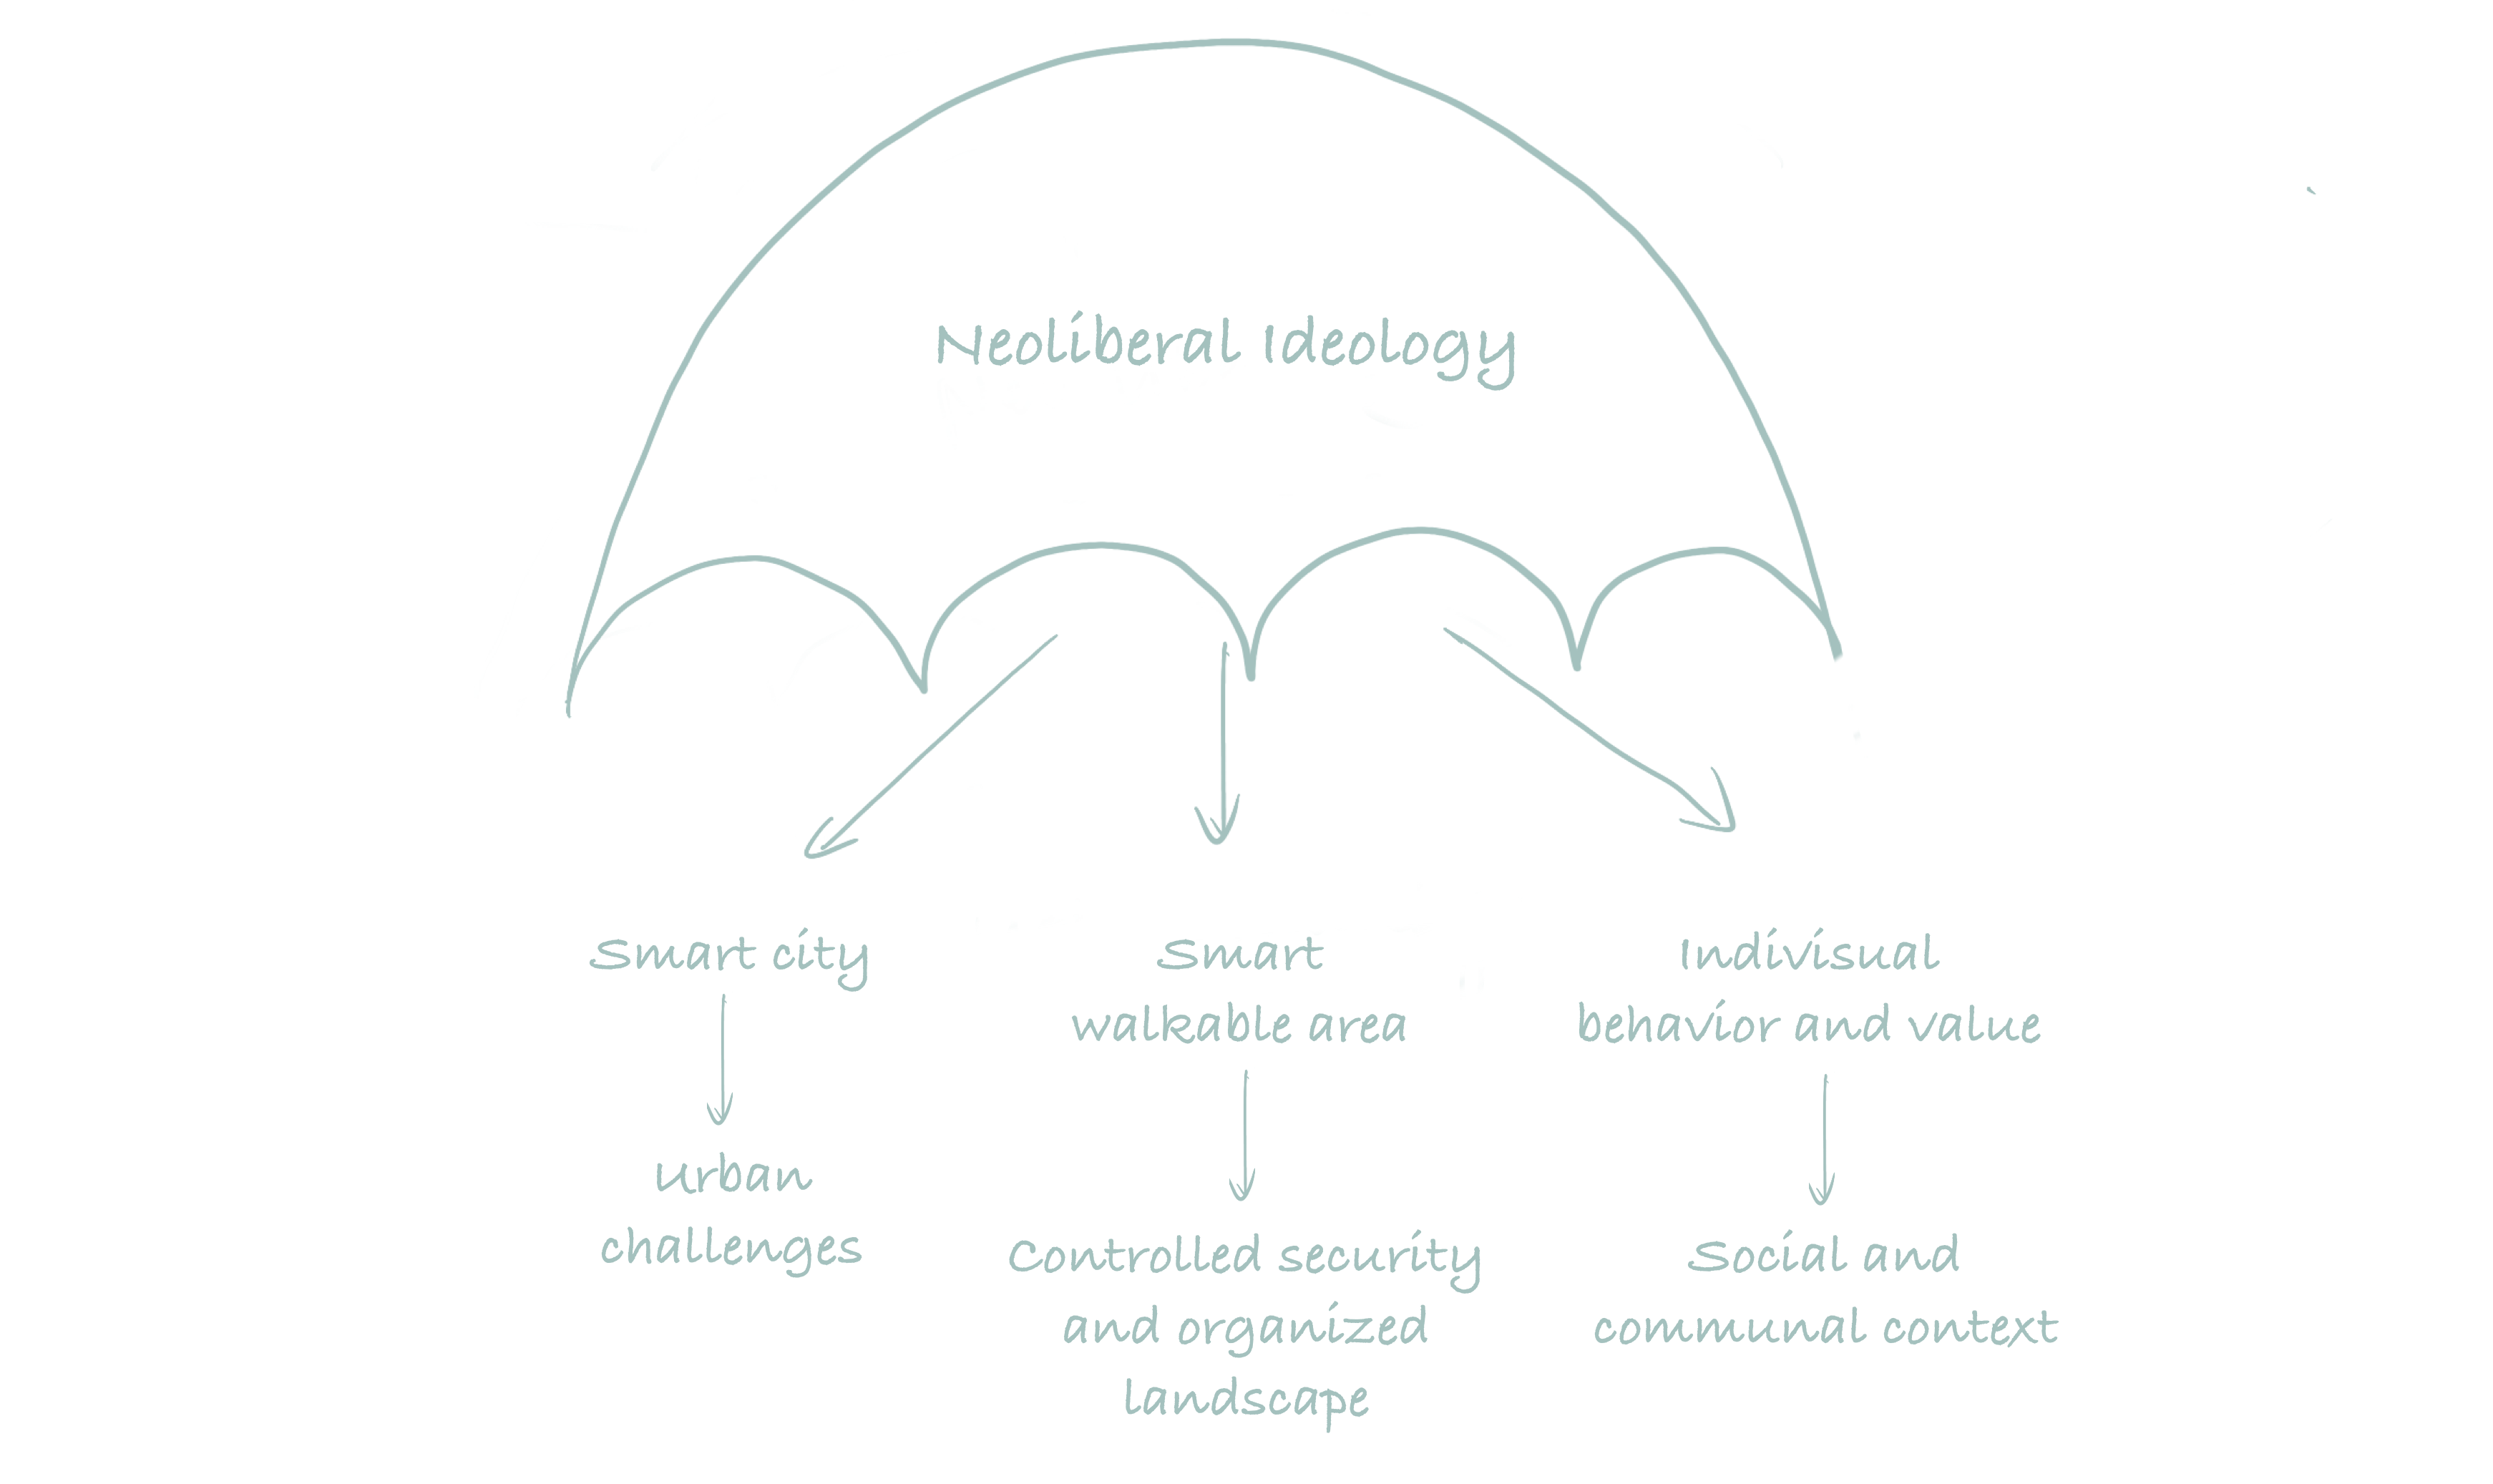 Neoliberal Ideology
Smart city
Smart
walkable area
Indivisual
behavior and value
urban
challenges
Controlled security
and organized
landscape
Social and
communal context